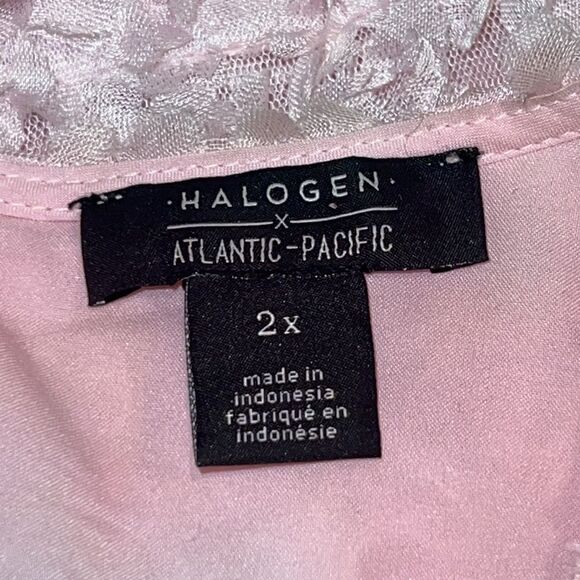 ·HALOGEN·
x
ATLANTIC-PACIFIC
2x
made in
indonesia
fabriqué en
indonésie